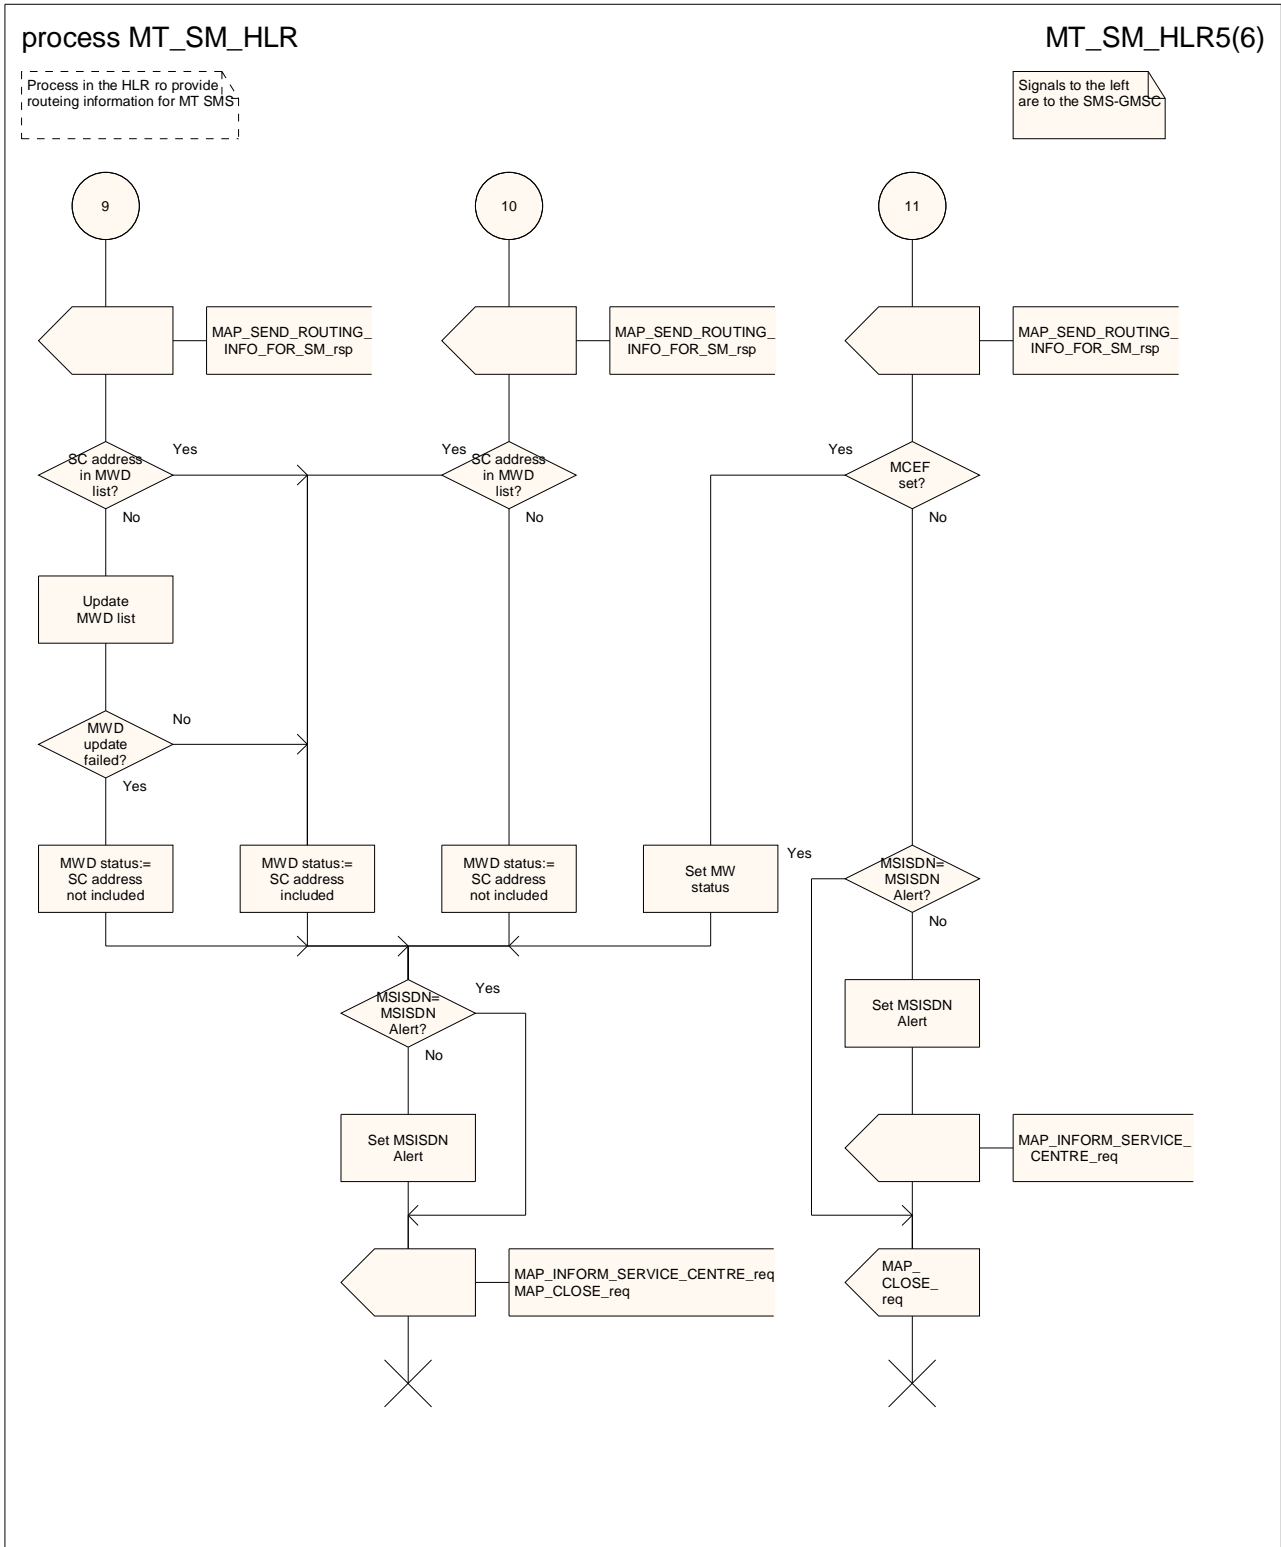 process MT_SM_HLR
MT_SM_HLR5(6)
Process in the HLR ro provide
routeing information for MT SMS
Signals to the left
are to the SMS-GMSC
9
10
11
MAP_SEND_ROUTING_
INFO_FOR_SM_rsp
MAP_SEND_ROUTING_
INFO_FOR_SM_rsp
MAP_SEND_ROUTING_
INFO_FOR_SM_rsp
SC address
in MWD
list?
Yes
No
Yes
SC address
in MWD
list?
No
Yes
MCEF
set?
No
Update
MWD list
MWD
update
failed?
No
Yes
MWD status:=
SC address
not included
MWD status:=
SC address
included
MWD status:=
SC address
not included
Set MW
status
Yes
MSISDN=
MSISDN
Alert?
No
MSISDN=
MSISDN
Alert?
Yes
No
Set MSISDN
Alert
Set MSISDN
Alert
MAP_INFORM_SERVICE_
CENTRE_req
MAP_INFORM_SERVICE_CENTRE_req
MAP_CLOSE_req
MAP_
CLOSE_
req